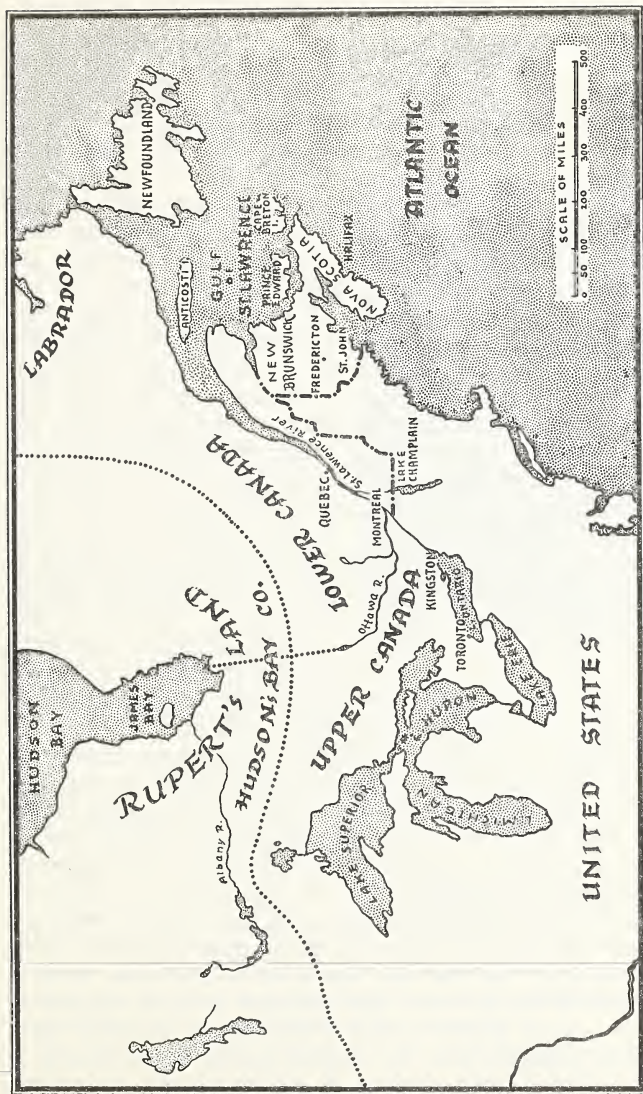 HUDSON
BAY
JAMES
BAY
LABRADOR
NEWFOUNDLAND
RUPERT'S LAND
HUDSON'S BAY CO.
Albany R.
ANTICOSTI I.
GULF
OF
ST. LAWRENCE
LOWER CANADA
St. Lawrence River
PRINCE
EDWARD I.
CAPE
BRETON
I.
NEW
BRUNSWICK
FREDERICTON
ST. JOHN
NOVA SCOTIA
HALIFAX
QUEBEC
MONTREAL
Ottawa R.
LAKE
CHAMPLAIN
UPPER CANADA
KINGSTON
TORONTO
ONTARIO
LAKE SUPERIOR
L. HURON
L. MICHIGAN
LAKE ERIE
ATLANTIC
OCEAN
UNITED STATES
SCALE OF MILES
0 50 100 200 300 400 500